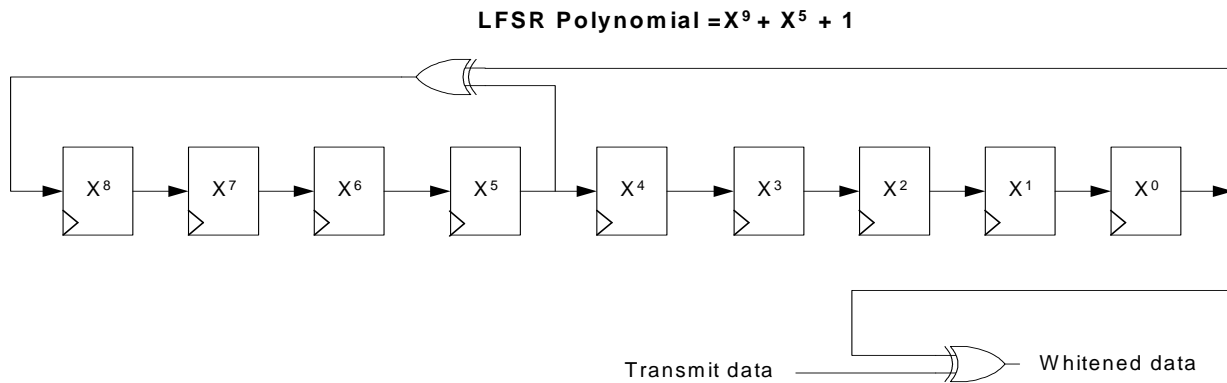 LFSR Polynomial =X⁹ + X⁵ + 1
X⁸ X⁷ X⁶ X⁵ X⁴ X³ X² X¹ X⁰
Transmit data
Whitened data